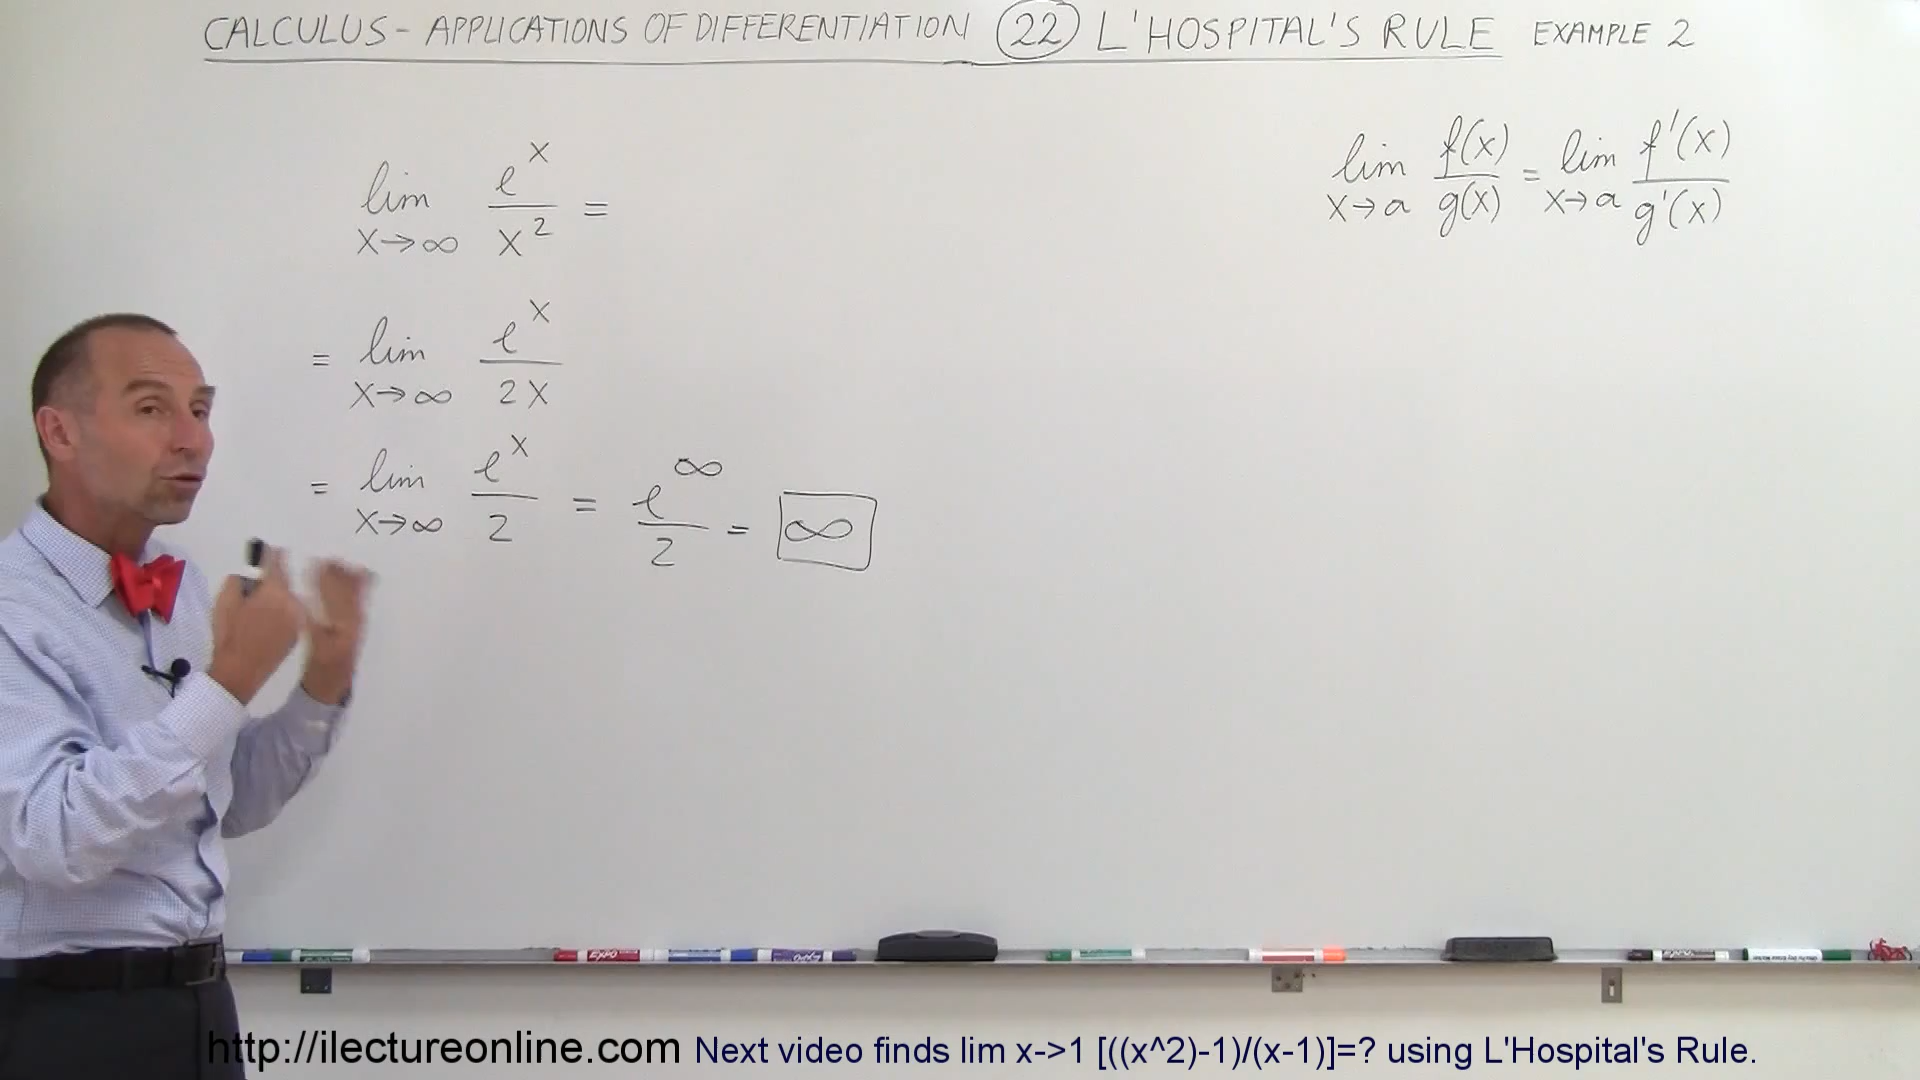 CALCULUS - APPLICATIONS OF DIFFERENTIATION (22) L'HOSPITAL'S RULE EXAMPLE 2
lim x→a f(x)/g(x) = lim x→a f'(x)/g'(x)
lim x→∞ e^x/x^2 =
= lim x→∞ e^x/2x
= lim x→∞ e^x/2 = e^∞/2 = ∞
EXPO
http://ilectureonline.com Next video finds lim x->1 [((x^2)-1)/(x-1)]=? using L'Hospital's Rule.